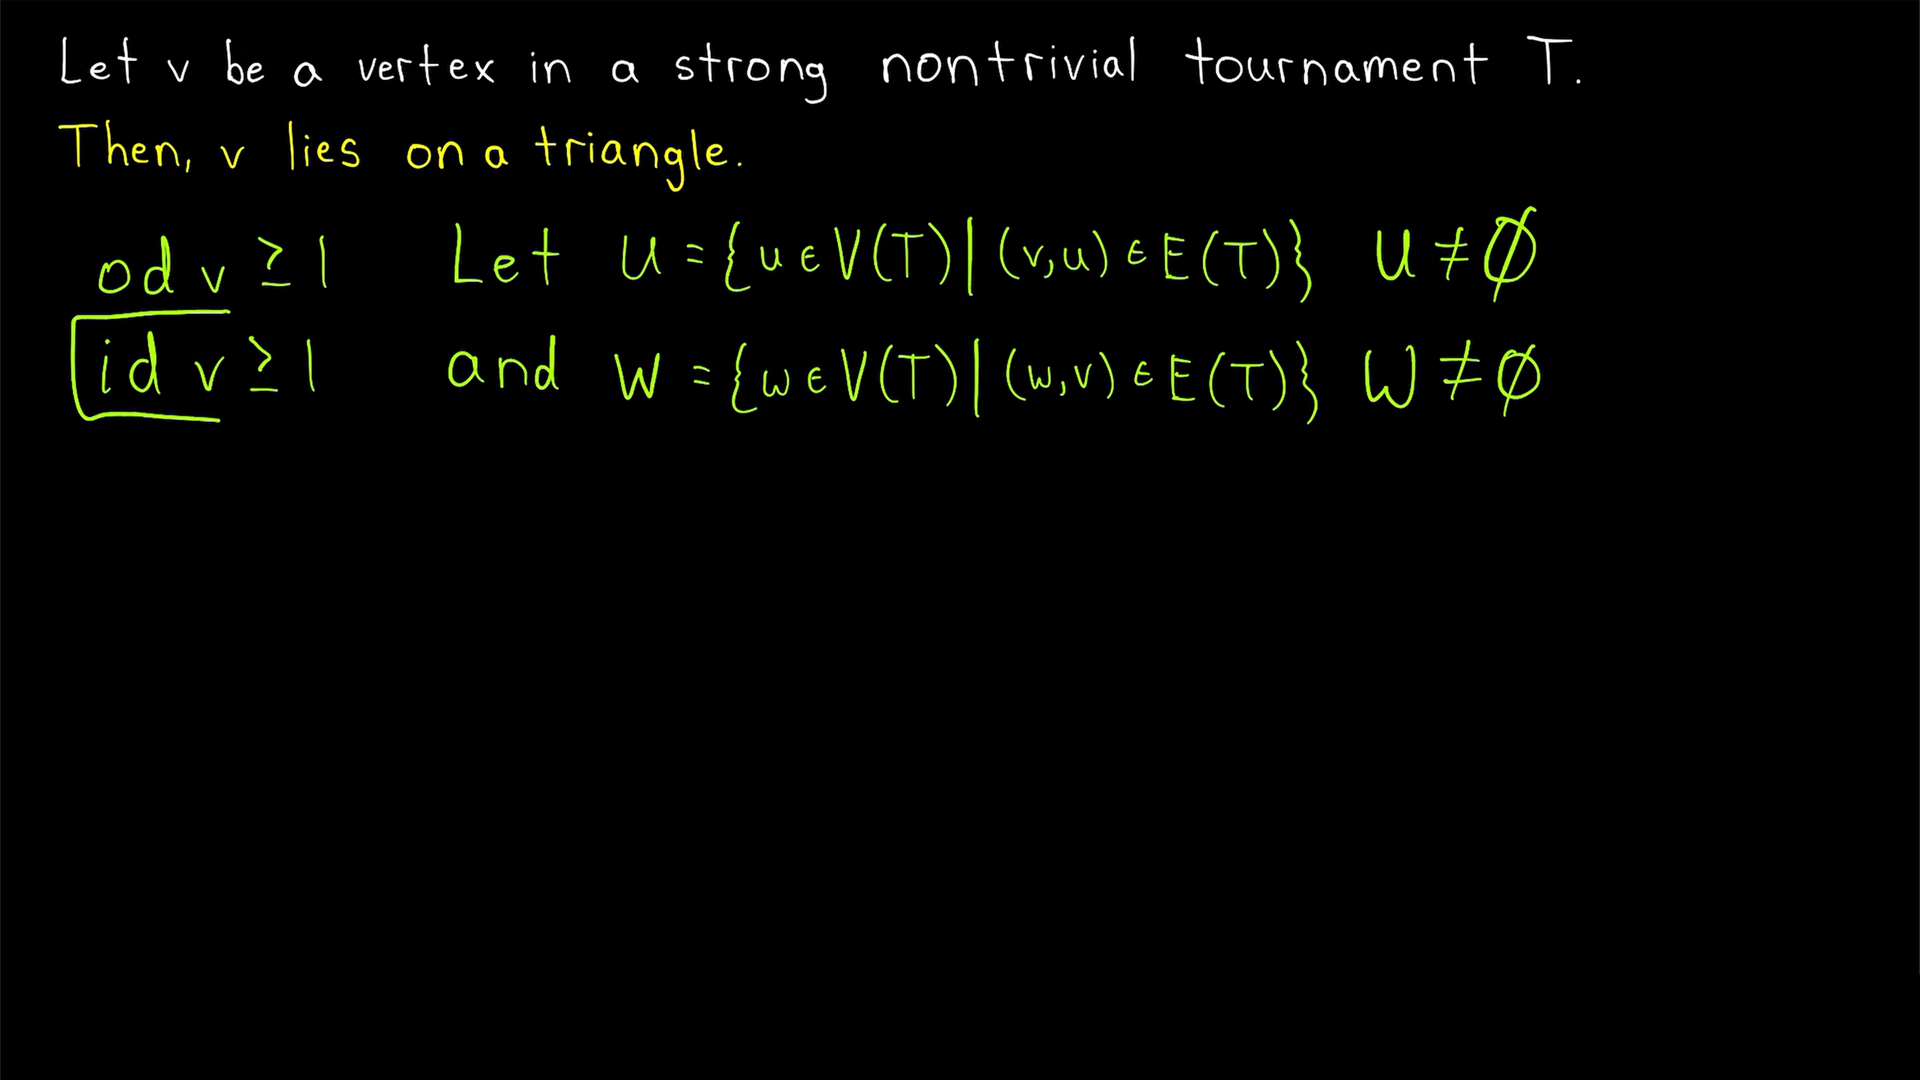 Let v be a vertex in a strong nontrivial tournament T.
Then, v lies on a triangle.
od v ≥ 1 Let U = {u ∈ V(T) | (v,u) ∈ E(T)} U ≠ ∅
id v ≥ 1 and W = {w ∈ V(T) | (w,v) ∈ E(T)} W ≠ ∅